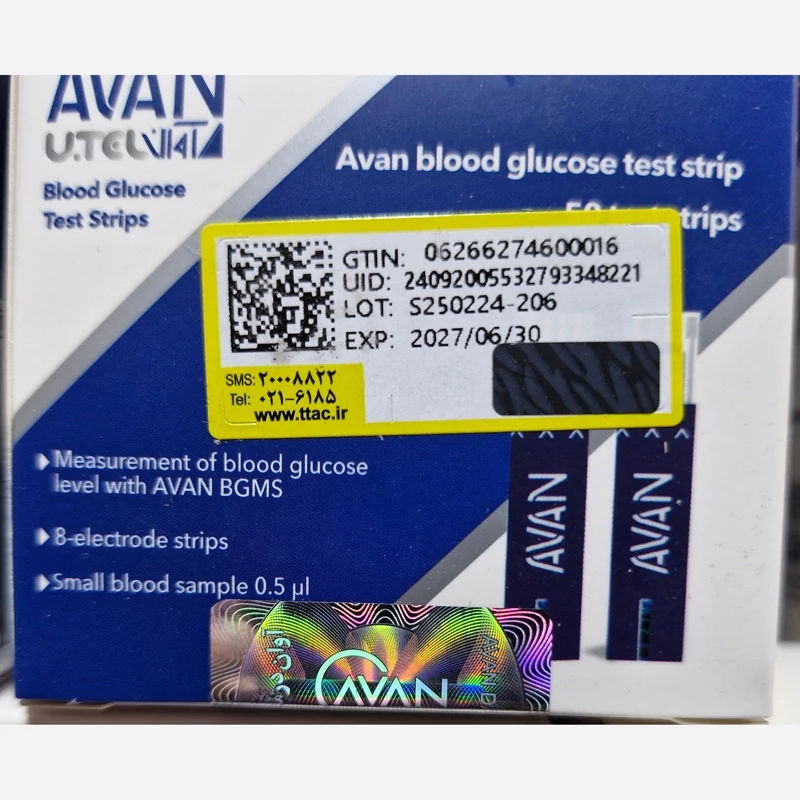 AVAN
Blood Glucose
Test Strips
Avan blood glucose test strip
strips
GTIN: 06266274600016
UID: 24092005532793348221
LOT: S250224-206
EXP: 2027/06/30
SMS: ۲۰۰۰۸۸۲۲
Tel: ۰۲۱-۶۱۸۵
www.ttac.ir
Measurement of blood glucose
level with AVAN BGMS
8-electrode strips
Small blood sample 0.5 µl
AVAN
AVAN
AVAN